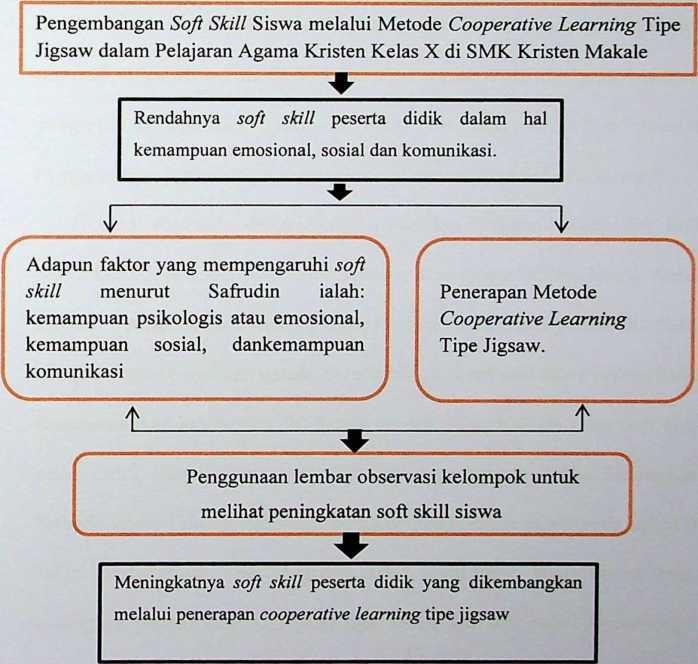 Pengembangan Soft Skill Siswa melalui Metode Cooperative Learning Tipe
Jigsaw dalam Pelajaran Agama Kristen Kelas X di SMK Kristen Makale
Rendahnya soft skill peserta didik dalam hal
kemampuan emosional, sosial dan komunikasi.
Adapun faktor yang mempengaruhi soft
skill menurut Safrudin ialah:
kemampuan psikologis atau emosional,
kemampuan sosial, dankemampuan
komunikasi
Penerapan Metode
Cooperative Learning
Tipe Jigsaw.
Penggunaan lembar observasi kelompok untuk
melihat peningkatan soft skill siswa
Meningkatnya soft skill peserta didik yang dikembangkan
melalui penerapan cooperative learning tipe jigsaw